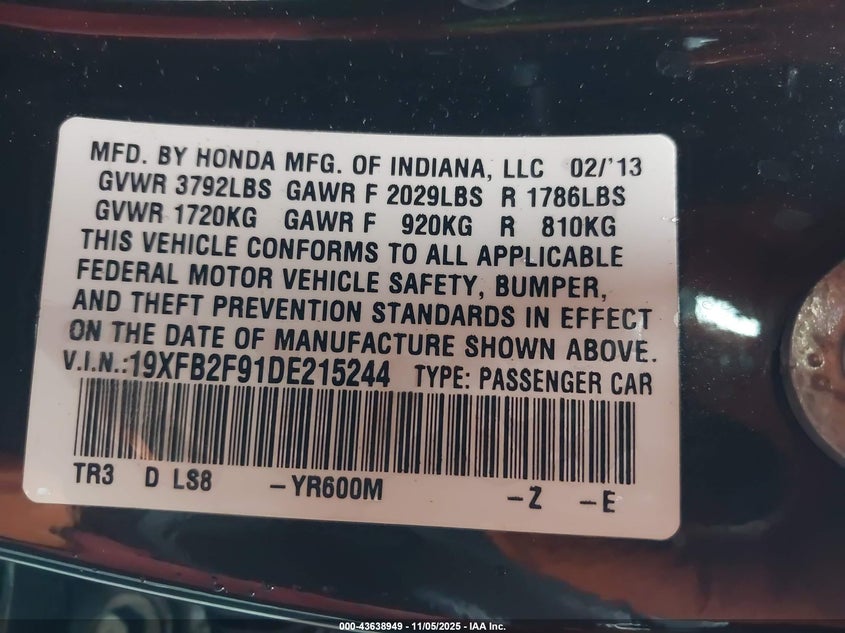 MFD. BY HONDA MFG. OF INDIANA, LLC 02/'13
GVWR 3792LBS GAWR F 2029LBS R 1786LBS
GVWR 1720KG GAWR F 920KG R 810KG
THIS VEHICLE CONFORMS TO ALL APPLICABLE
FEDERAL MOTOR VEHICLE SAFETY, BUMPER,
AND THEFT PREVENTION STANDARDS IN EFFECT
ON THE DATE OF MANUFACTURE SHOWN ABOVE.
V.I.N.:19XFB2F91DE215244 TYPE: PASSENGER CAR
TR3 D LS8 -YR600M -Z -E
000-43638949 - 11/05/2025 - IAA Inc.